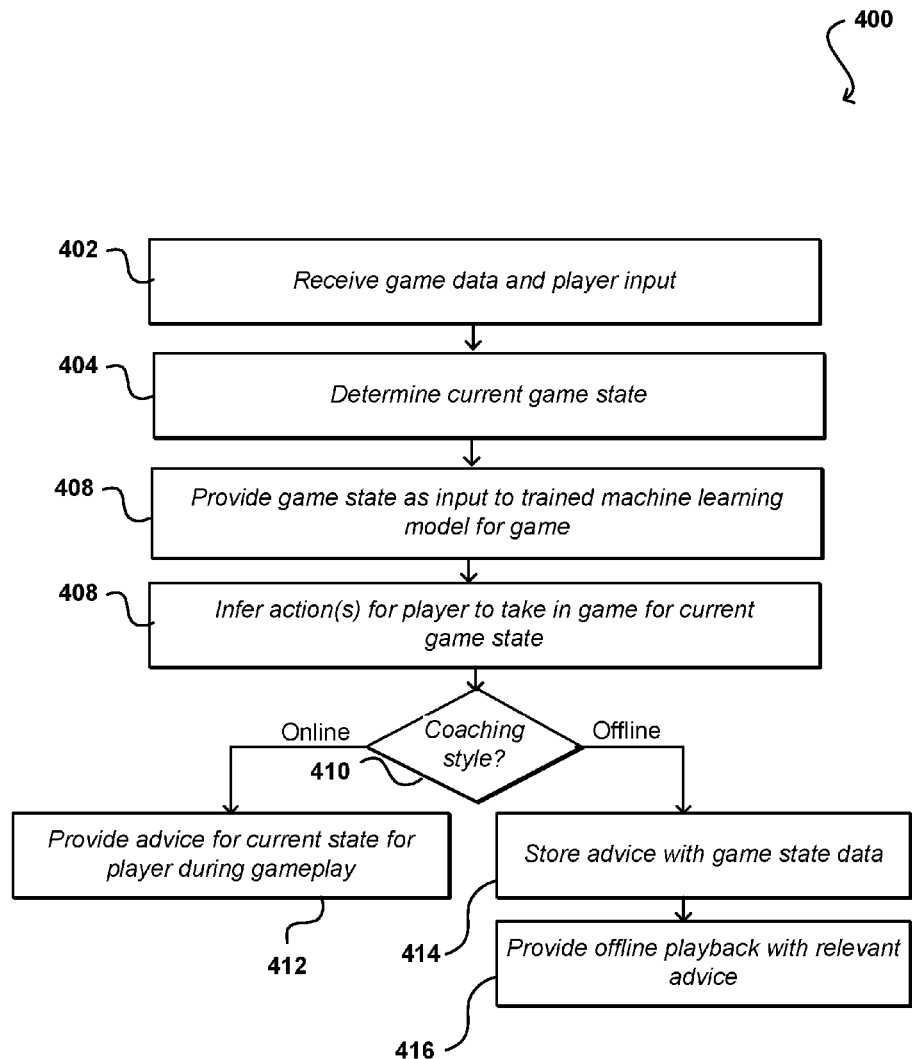 400
402
Receive game data and player input
404
Determine current game state
408
Provide game state as input to trained machine learning
model for game
408
Infer action(s) for player to take in game for current
game state
Online
Coaching
style?
Offline
410
Provide advice for current state for
player during gameplay
412
Store advice with game state data
414
Provide offline playback with relevant
advice
416